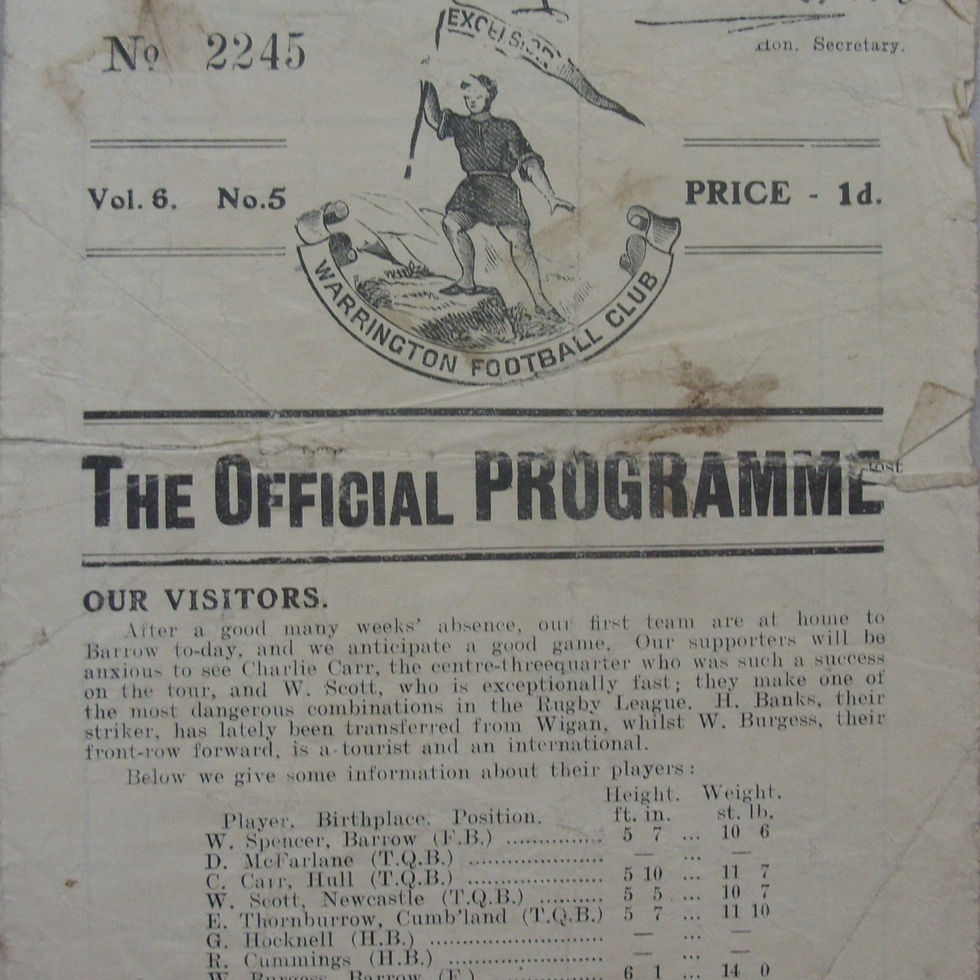 No 2245
EXCELSIOR
Hon. Secretary.
Vol. 6. No. 5
PRICE - 1d.
WARRINGTON FOOTBALL CLUB
THE OFFICIAL PROGRAMME
OUR VISITORS.
After a good many weeks' absence, our first team are at home to
Barrow to-day, and we anticipate a good game. Our supporters will be
anxious to see Charlie Carr, the centre-threequarter who was such a success
on the tour, and W. Scott, who is exceptionally fast; they make one of
the most dangerous combinations in the Rugby League. H. Banks, their
striker, has lately been transferred from Wigan, whilst W. Burgess, their
front-row forward, is a tourist and an international.
Below we give some information about their players:
Height. Weight.
Player. Birthplace. Position. ft. in. st. lb.
W. Spencer, Barrow (F.B.) .................. 5 7 ... 10 6
D. McFarlane (T.Q.B.) ......................... — ... —
C. Carr, Hull (T.Q.B.) ......................... 5 10 ... 11 7
W. Scott, Newcastle (T.Q.B.) .......... 5 5 ... 10 7
E. Thornburrow, Cumb'land (T.Q.B.) 5 7 ... 11 10
G. Hocknell (H.B.) ................................ — ... —
R. Cummings (H.B.) ............................. — ... —
W. Burgess, Barrow (F.) ...................... 6 1 ... 14 0